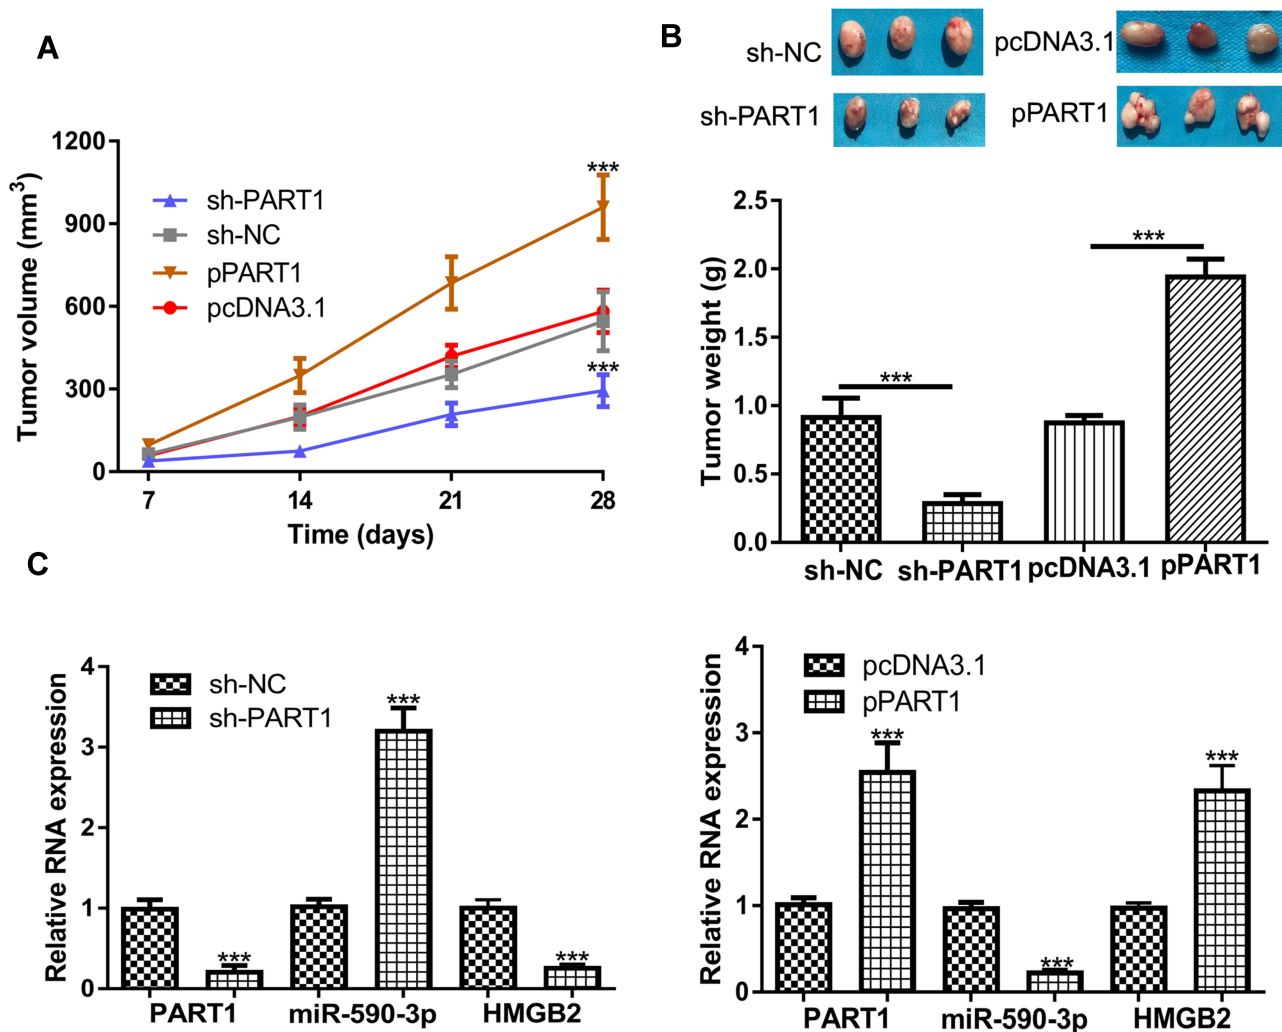 A
Tumor volume (mm³)
1200
900
600
300
0
sh-PART1
sh-NC
pPART1
pcDNA3.1
***
***
7 14 21 28
Time (days)
B
sh-NC pcDNA3.1
sh-PART1 pPART1
Tumor weight (g)
2.5
2.0
1.5
1.0
0.5
0.0
***
***
sh-NC sh-PART1 pcDNA3.1 pPART1
C
Relative RNA expression
4
3
2
1
0
sh-NC
sh-PART1
***
***
***
PART1 miR-590-3p HMGB2
Relative RNA expression
4
3
2
1
0
pcDNA3.1
pPART1
***
***
***
PART1 miR-590-3p HMGB2